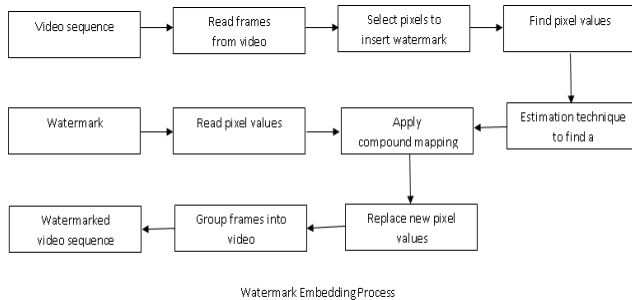 Video sequence
Read frames
from video
Select pixels to
insert watermark
Find pixel values
Watermark
Read pixel values
Apply
compound mapping
Estimation technique
to find a
Watermarked
video sequence
Group frames into
video
Replace new pixel
values
Watermark Embedding Process